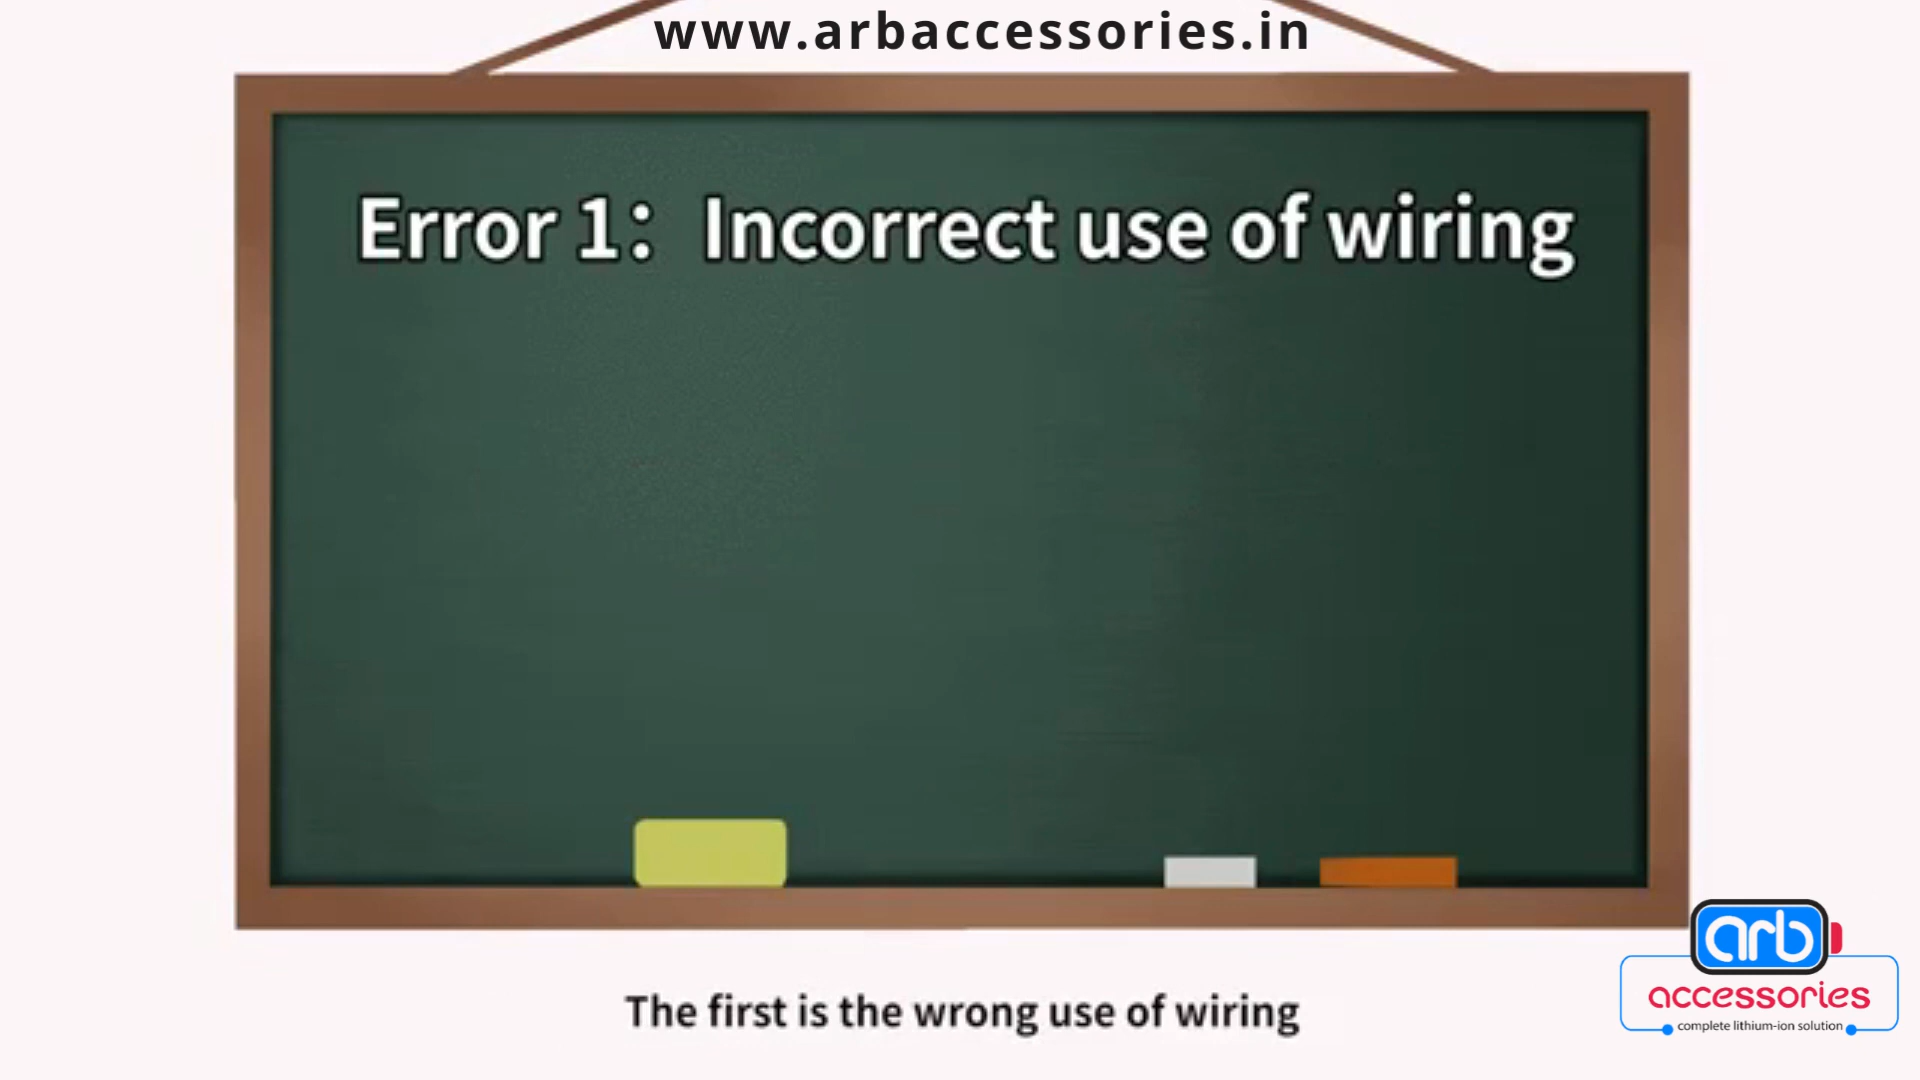 www.arbaccessories.in
Error 1: Incorrect use of wiring
arb
accessories
complete lithium-ion solution
The first is the wrong use of wiring